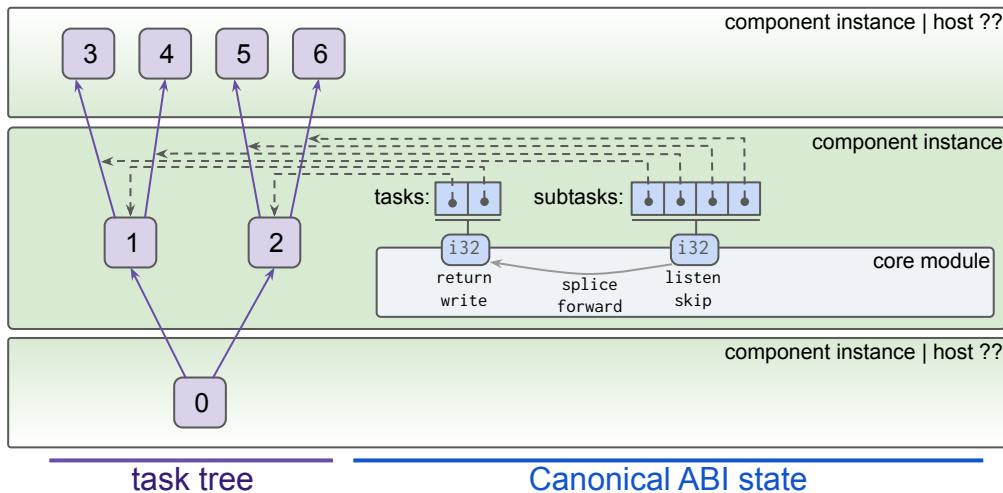 component instance | host ??
3 4 5 6
component instance
tasks: subtasks:
1 2
i32 i32
core module
return splice listen
write forward skip
component instance | host ??
0
task tree Canonical ABI state